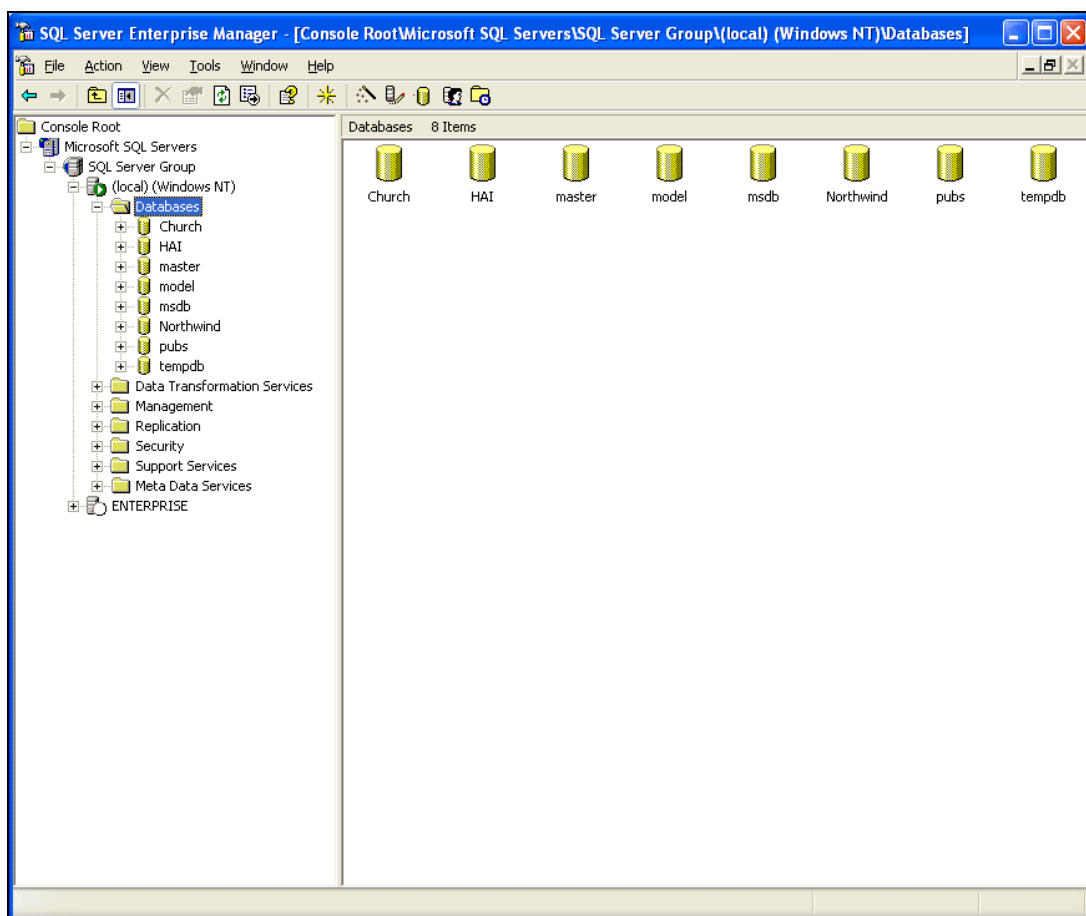 SQL Server Enterprise Manager - [Console Root\Microsoft SQL Servers\SQL Server Group\(local) (Windows NT)\Databases]
File Action View Tools Window Help
Console Root
Microsoft SQL Servers
SQL Server Group
(local) (Windows NT)
Databases
Church
HAI
master
model
msdb
Northwind
pubs
tempdb
Data Transformation Services
Management
Replication
Security
Support Services
Meta Data Services
ENTERPRISE
Databases 8 Items
Church HAI master model msdb Northwind pubs tempdb